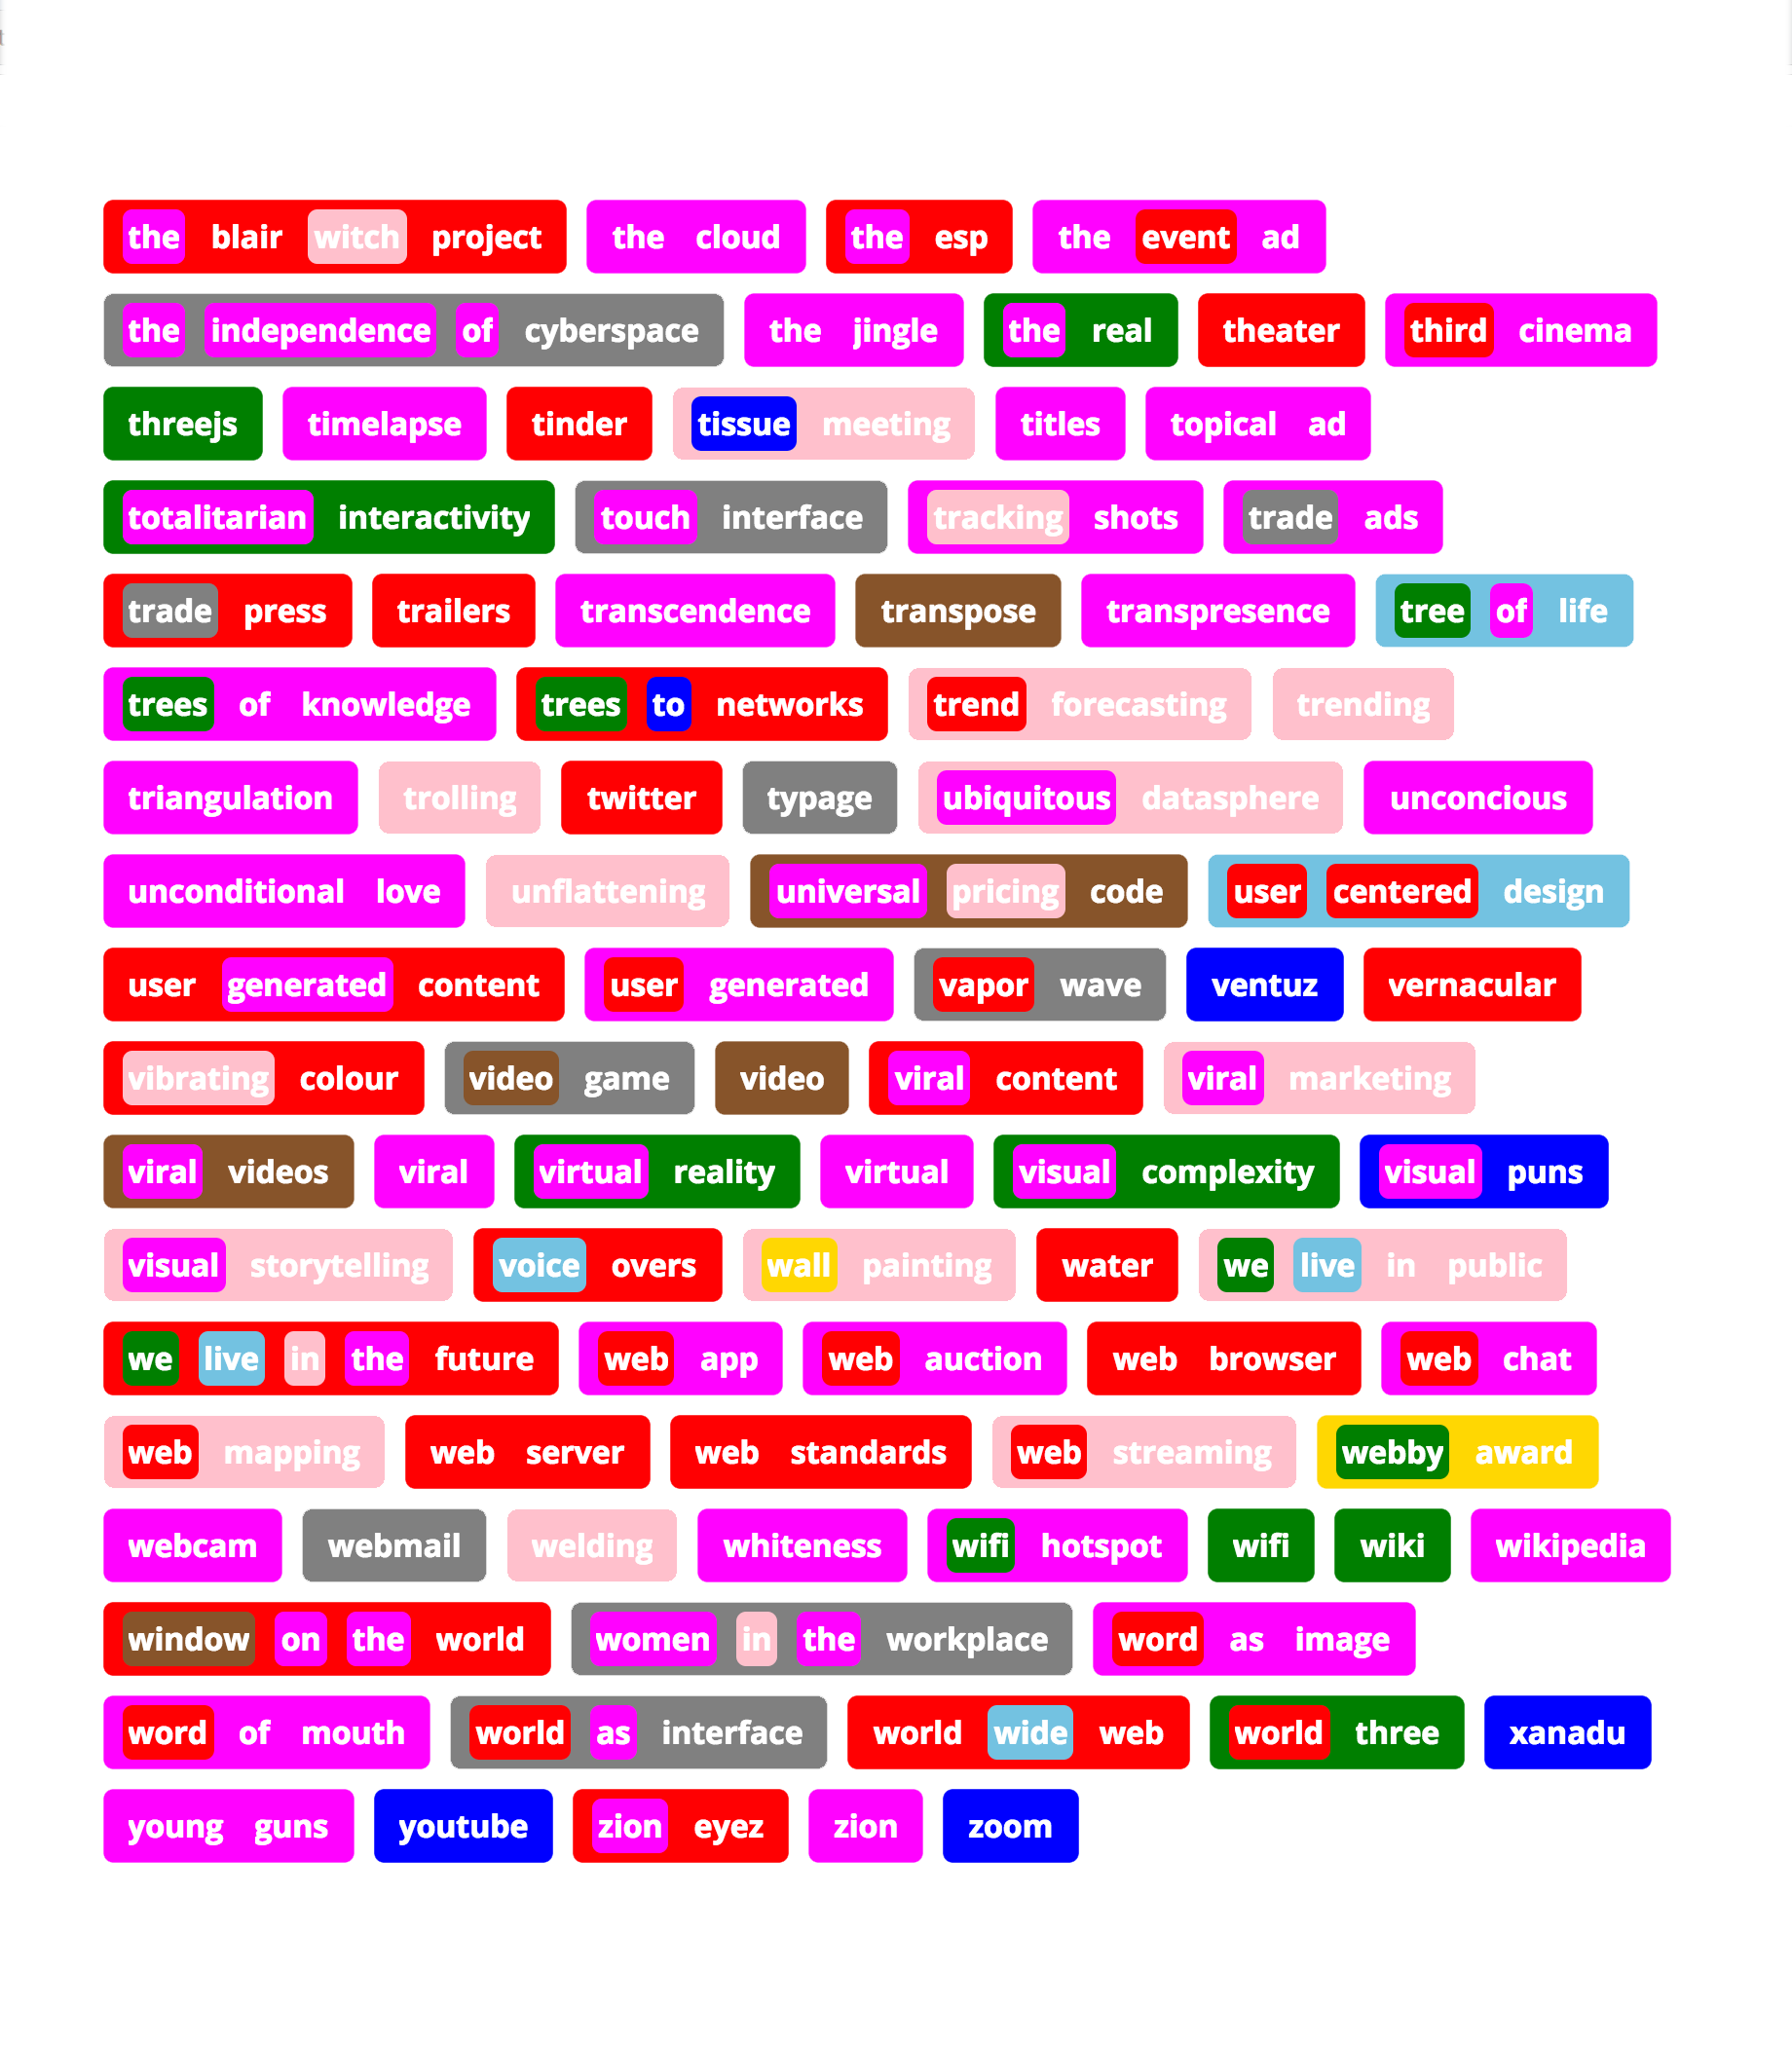 the blair witch project the cloud the esp the event ad
the independence of cyberspace the jingle the real theater third cinema
threejs timelapse tinder tissue meeting titles topical ad
totalitarian interactivity touch interface tracking shots trade ads
trade press trailers transcendence transpose transpresence tree of life
trees of knowledge trees to networks trend forecasting trending
triangulation trolling twitter typage ubiquitous datasphere unconcious
unconditional love unflattening universal pricing code user centered design
user generated content user generated vapor wave ventuz vernacular
vibrating colour video game video viral content viral marketing
viral videos viral virtual reality virtual visual complexity visual puns
visual storytelling voice overs wall painting water we live in public
we live in the future web app web auction web browser web chat
web mapping web server web standards web streaming webby award
webcam webmail welding whiteness wifi hotspot wifi wiki wikipedia
window on the world women in the workplace word as image
word of mouth world as interface world wide web world three xanadu
young guns youtube zion eyez zion zoom